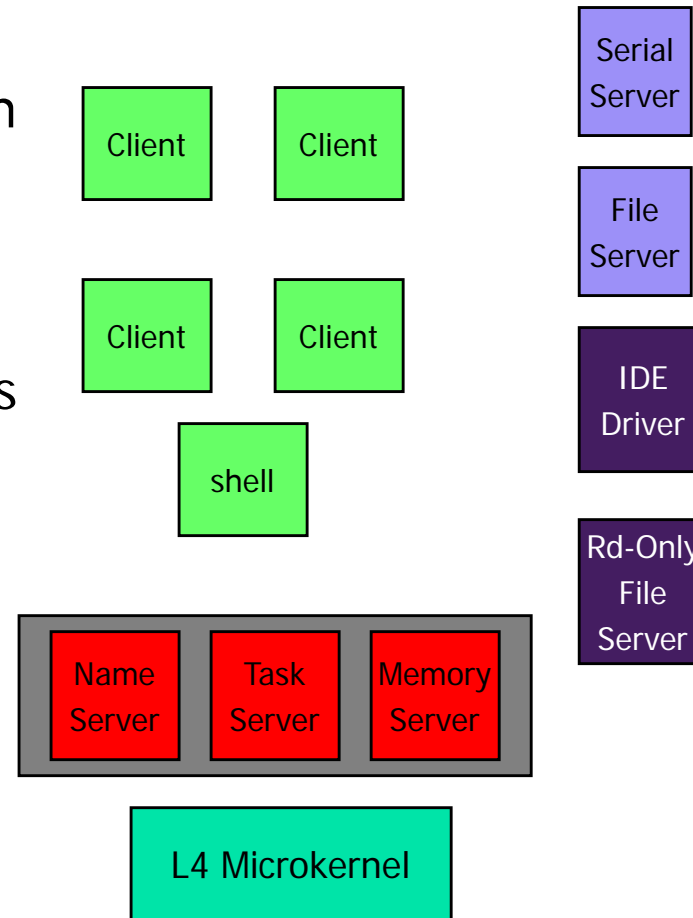 n
s
Client
Client
Client
Client
shell
Name
Server
Task
Server
Memory
Server
L4 Microkernel
Serial
Server
File
Server
IDE
Driver
Rd-Only
File
Server